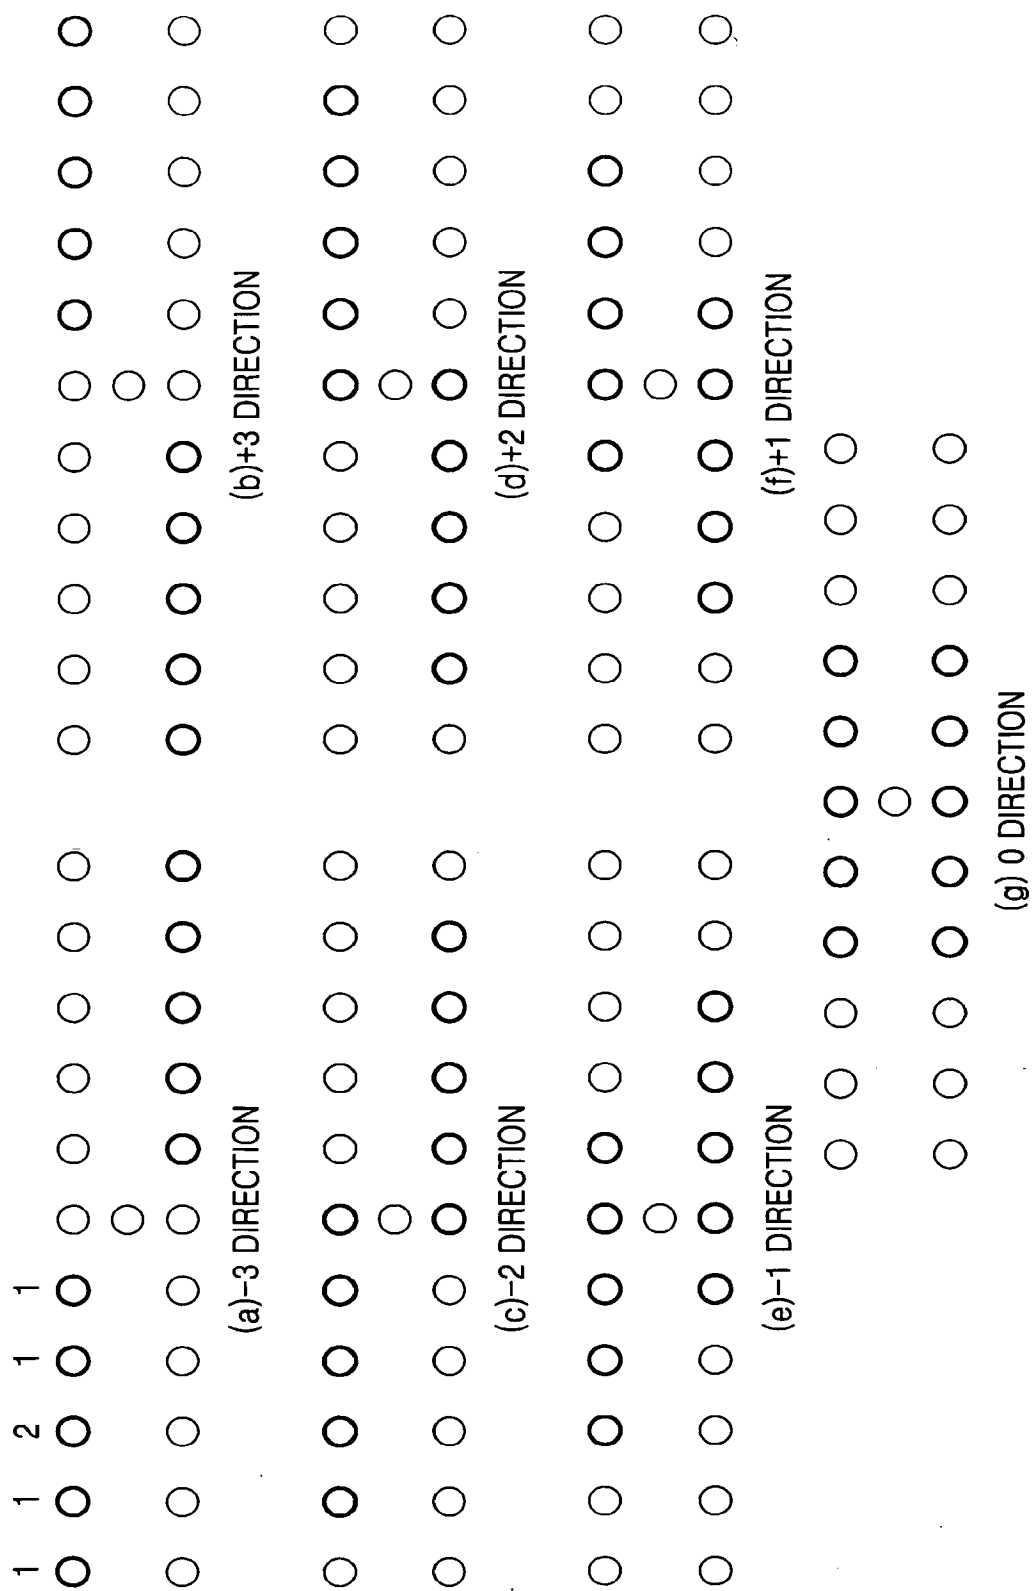 1 1 2 1 1
(a)−3 DIRECTION
(b)+3 DIRECTION
(c)−2 DIRECTION
(d)+2 DIRECTION
(e)−1 DIRECTION
(f)+1 DIRECTION
(g) 0 DIRECTION